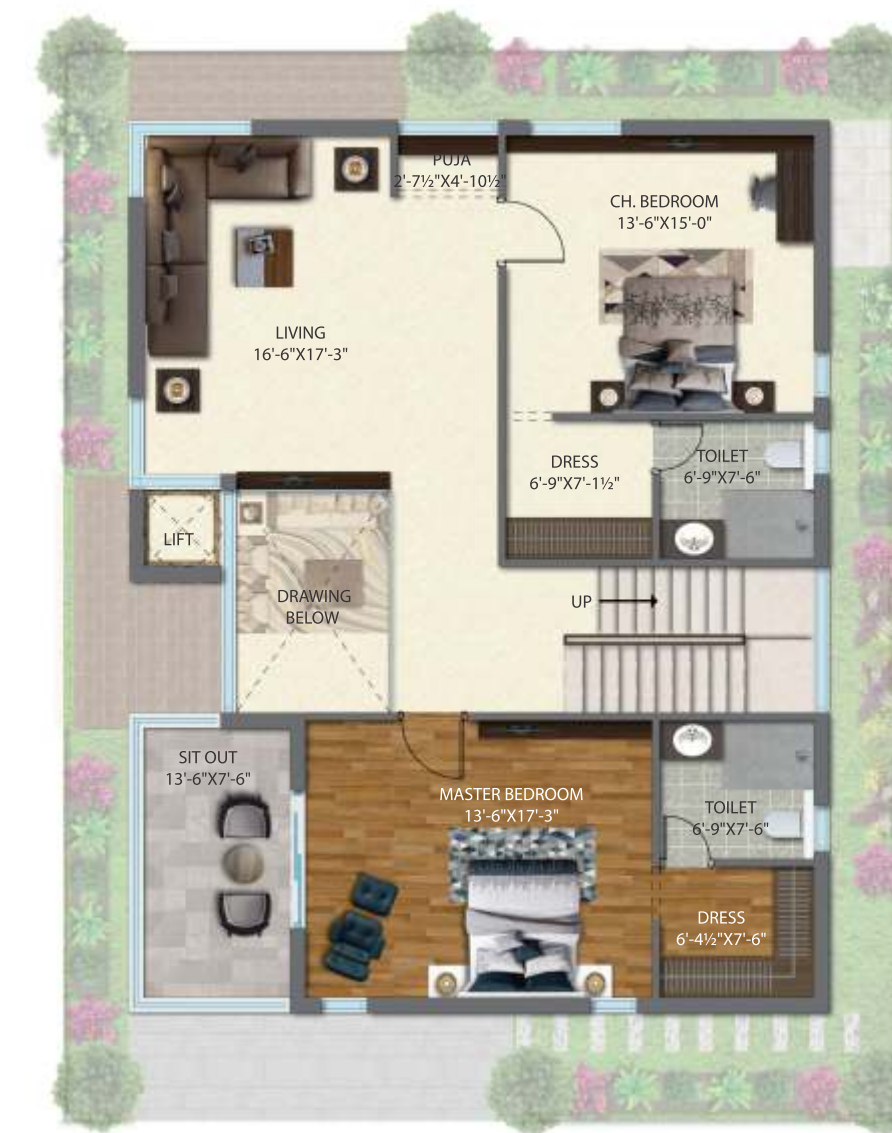 PUJA
2'-7½"X4'-10½"
CH. BEDROOM
13'-6"X15'-0"
LIVING
16'-6"X17'-3"
DRESS
6'-9"X7'-1½"
TOILET
6'-9"X7'-6"
LIFT
DRAWING
BELOW
UP
SIT OUT
13'-6"X7'-6"
MASTER BEDROOM
13'-6"X17'-3"
TOILET
6'-9"X7'-6"
DRESS
6'-4½"X7'-6"